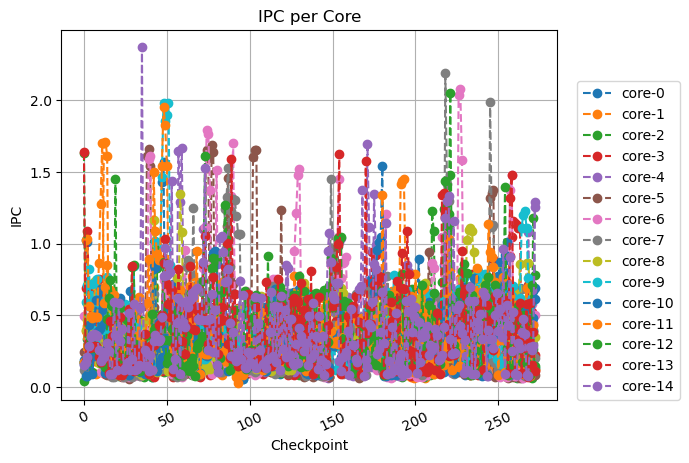 IPC per Core
IPC
2.0
1.5
1.0
0.5
0.0
0
50
100
150
200
250
Checkpoint
core-0
core-1
core-2
core-3
core-4
core-5
core-6
core-7
core-8
core-9
core-10
core-11
core-12
core-13
core-14